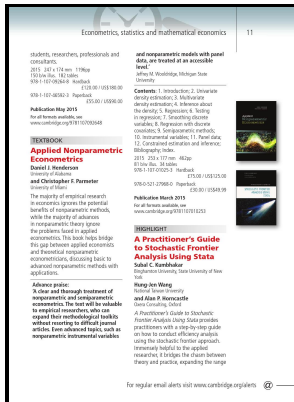 Econometrics, statistics and mathematical economics 11
students, researchers, professionals and
consultants.
2015 247 x 174 mm 1196pp
150 b/w illus. 182 tables
978-1-107-09264-8 Hardback
£120.00 / US$180.00
978-1-107-46592-3 Paperback
£55.00 / US$90.00
Publication May 2015
For all formats available, see
www.cambridge.org/9781107092648
TEXTBOOK
Applied Nonparametric
Econometrics
Daniel J. Henderson
University of Alabama
and Christopher F. Parmeter
University of Miami
The majority of empirical research
in economics ignores the potential
benefits of nonparametric methods,
while the majority of advances
in nonparametric theory ignore
the problems faced in applied
econometrics. This book helps bridge
this gap between applied economists
and theoretical nonparametric
econometricians, discussing basic to
advanced nonparametric methods with
applications.
Advance praise:
'A clear and thorough treatment of
nonparametric and semiparametric
econometrics. The text will be valuable
to empirical researchers, who can
expand their methodological toolkits
without resorting to difficult journal
articles. Even advanced topics, such as
nonparametric instrumental variables
and nonparametric models with panel
data, are treated at an accessible
level.'
Jeffrey M. Wooldridge, Michigan State
University
Contents: 1. Introduction; 2. Univariate
density estimation; 3. Multivariate
density estimation; 4. Inference about
the density; 5. Regression; 6. Testing
in regression; 7. Smoothing discrete
variables; 8. Regression with discrete
covariates; 9. Semiparametric methods;
10. Instrumental variables; 11. Panel data;
12. Constrained estimation and inference;
Bibliography; Index.
2015 253 x 177 mm 462pp
81 b/w illus. 34 tables
978-1-107-01025-3 Hardback
£75.00 / US$125.00
978-0-521-27968-0 Paperback
£30.00 / US$49.99
Publication March 2015
For all formats available, see
www.cambridge.org/9781107010253
HIGHLIGHT
A Practitioner's Guide
to Stochastic Frontier
Analysis Using Stata
Subal C. Kumbhakar
Binghamton University, State University of New
York
Hung-Jen Wang
National Taiwan University
and Alan P. Horncastle
Oxera Consulting, Oxford
A Practitioner's Guide to Stochastic
Frontier Analysis Using Stata provides
practitioners with a step-by-step guide
on how to conduct efficiency analysis
using the stochastic frontier approach.
Immensely helpful to the applied
researcher, it bridges the chasm between
theory and practice, expanding the range
For regular email alerts visit www.cambridge.org/alerts @